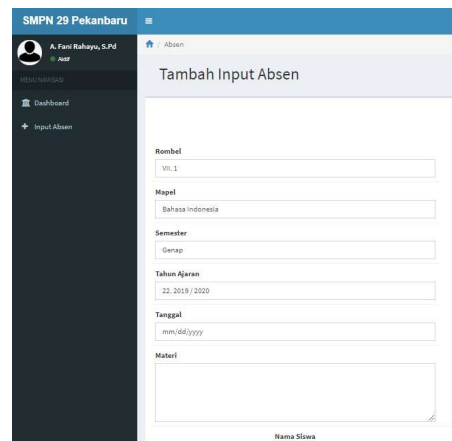 SMPN 29 Pekanbaru
A. Fani Rahayu, S.Pd
Aktif
MENU NAVIGASI
Dashboard
Input Absen
/ Absen
Tambah Input Absen
Rombel
VII. 1
Mapel
Bahasa Indonesia
Semester
Genap
Tahun Ajaran
22. 2019 / 2020
Tanggal
mm/dd/yyyy
Materi
Nama Siswa